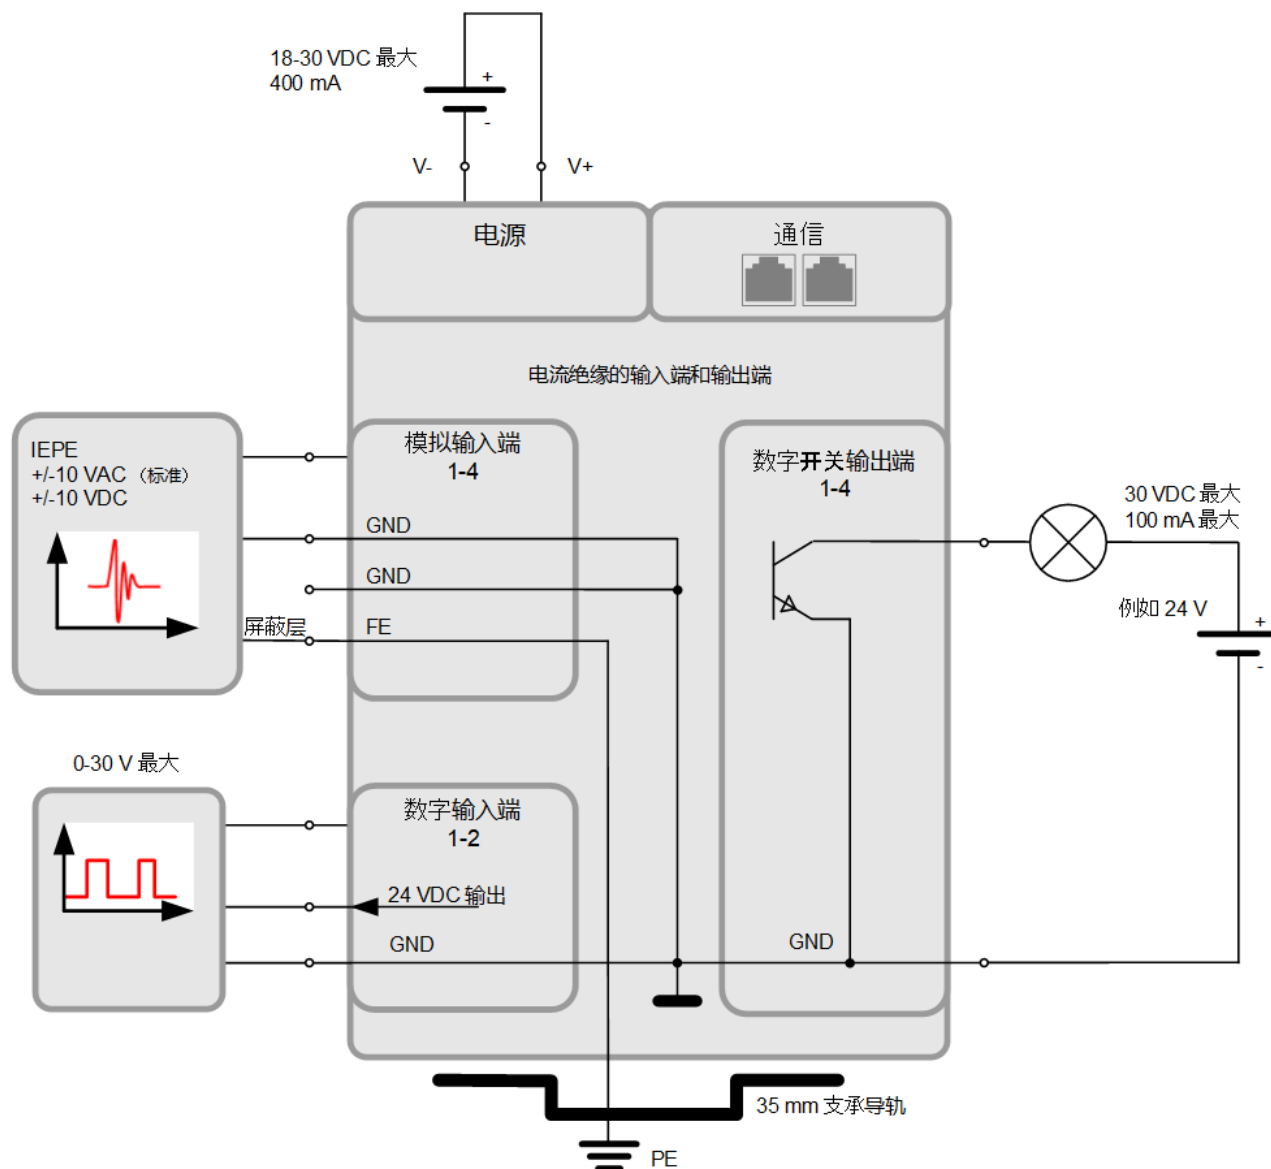 18-30 VDC 最大
400 mA
+
-
V-
V+
电源
通信
电流绝缘的输入端和输出端
IEPE
+/-10 VAC（标准）
+/-10 VDC
模拟输入端
1-4
GND
GND
屏蔽层
FE
数字开关输出端
1-4
30 VDC 最大
100 mA 最大
例如 24 V
+
-
0-30 V 最大
数字输入端
1-2
24 VDC 输出
GND
GND
35 mm 支承导轨
PE